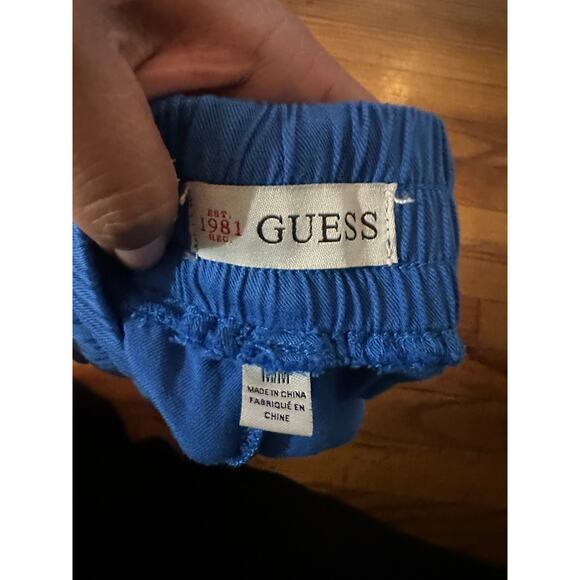 EST.
1981
REG.
GUESS
M/M
MADE IN CHINA
FABRIQUÉ EN
CHINE